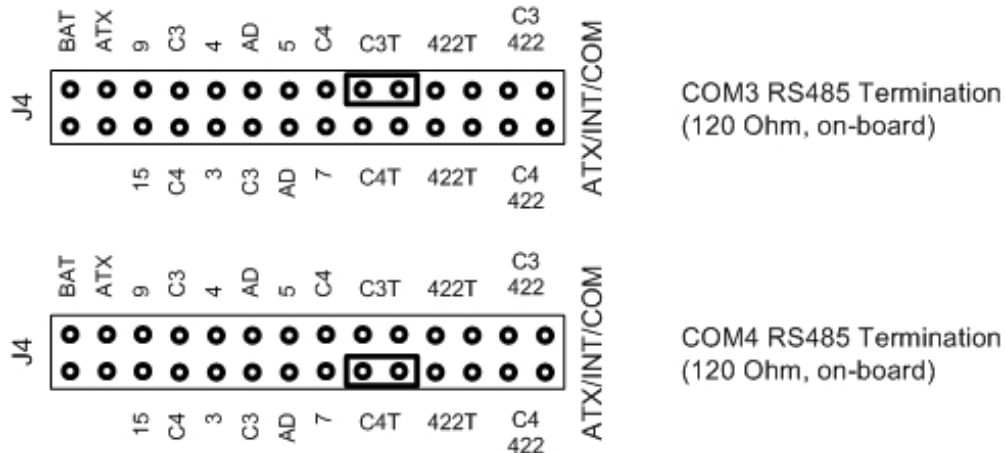 BAT ATX 9 C3 4 AD 5 C4 C3T 422T C3 422
J4
ATX/INT/COM
COM3 RS485 Termination
(120 Ohm, on-board)
15 C4 3 C3 AD 7 C4T 422T C4 422
BAT ATX 9 C3 4 AD 5 C4 C3T 422T C3 422
J4
ATX/INT/COM
COM4 RS485 Termination
(120 Ohm, on-board)
15 C4 3 C3 AD 7 C4T 422T C4 422